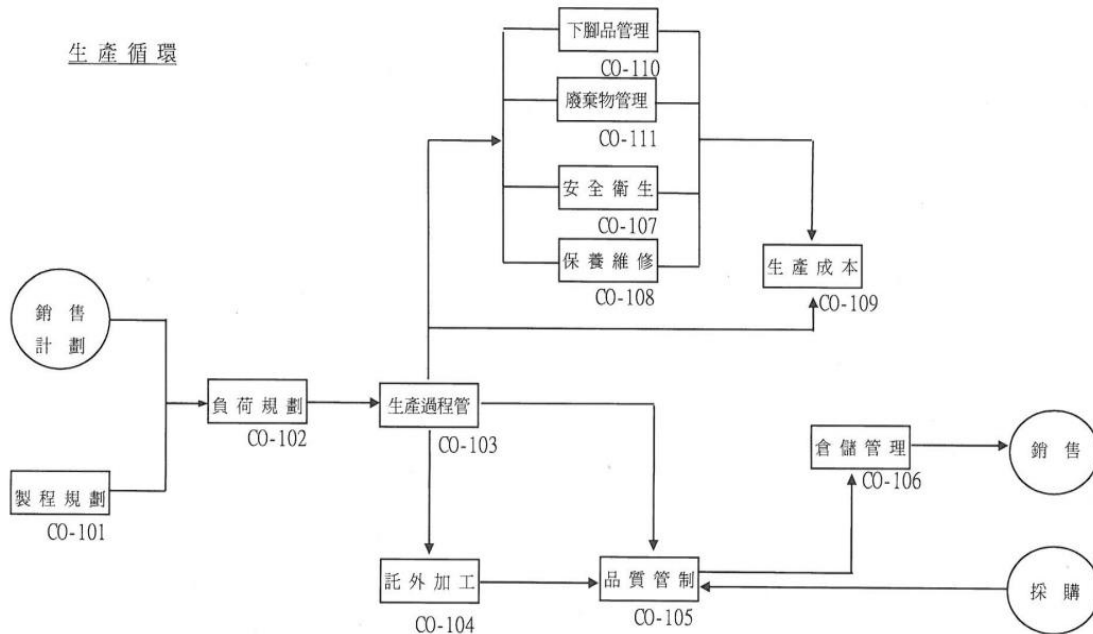 生產循環
下腳品管理
CO-110
廢棄物管理
CO-111
安全衛生
CO-107
保養維修
CO-108
生產成本
CO-109
銷售
計劃
負荷規劃
CO-102
生產過程管
CO-103
製程規劃
CO-101
倉儲管理
CO-106
銷售
託外加工
CO-104
品質管制
CO-105
採購